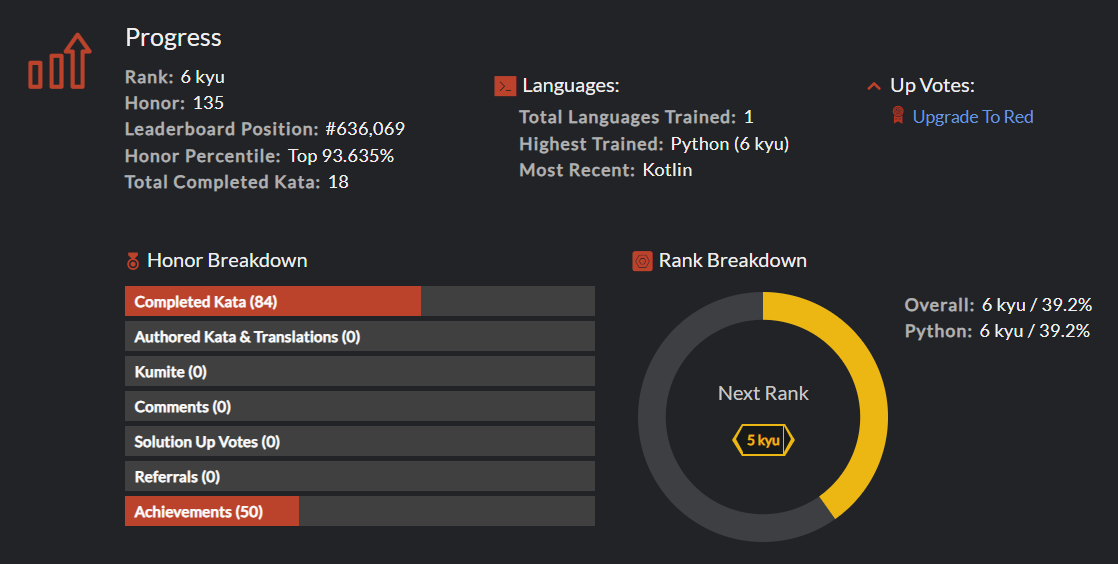 Progress
Rank: 6 kyu
Honor: 135
Leaderboard Position: #636,069
Honor Percentile: Top 93.635%
Total Completed Kata: 18
Languages:
Total Languages Trained: 1
Highest Trained: Python (6 kyu)
Most Recent: Kotlin
Up Votes:
Upgrade To Red
Honor Breakdown
Completed Kata (84)
Authored Kata & Translations (0)
Kumite (0)
Comments (0)
Solution Up Votes (0)
Referrals (0)
Achievements (50)
Rank Breakdown
Next Rank
5 kyu
Overall: 6 kyu / 39.2%
Python: 6 kyu / 39.2%